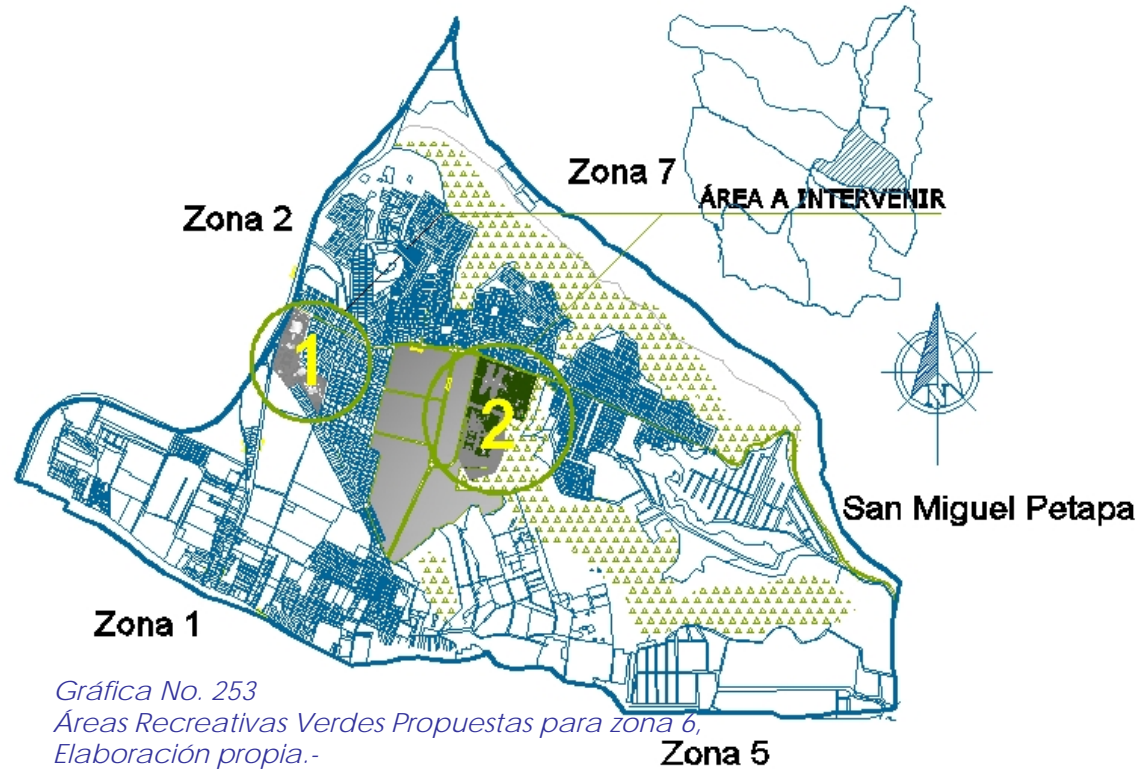 Zona 7
ÁREA A INTERVENIR
Zona 2
1
2
N
San Miguel Petapa
Zona 1
Gráfica No. 253
Áreas Recreativas Verdes Propuestas para zona 6,
Elaboración propia.-
Zona 5